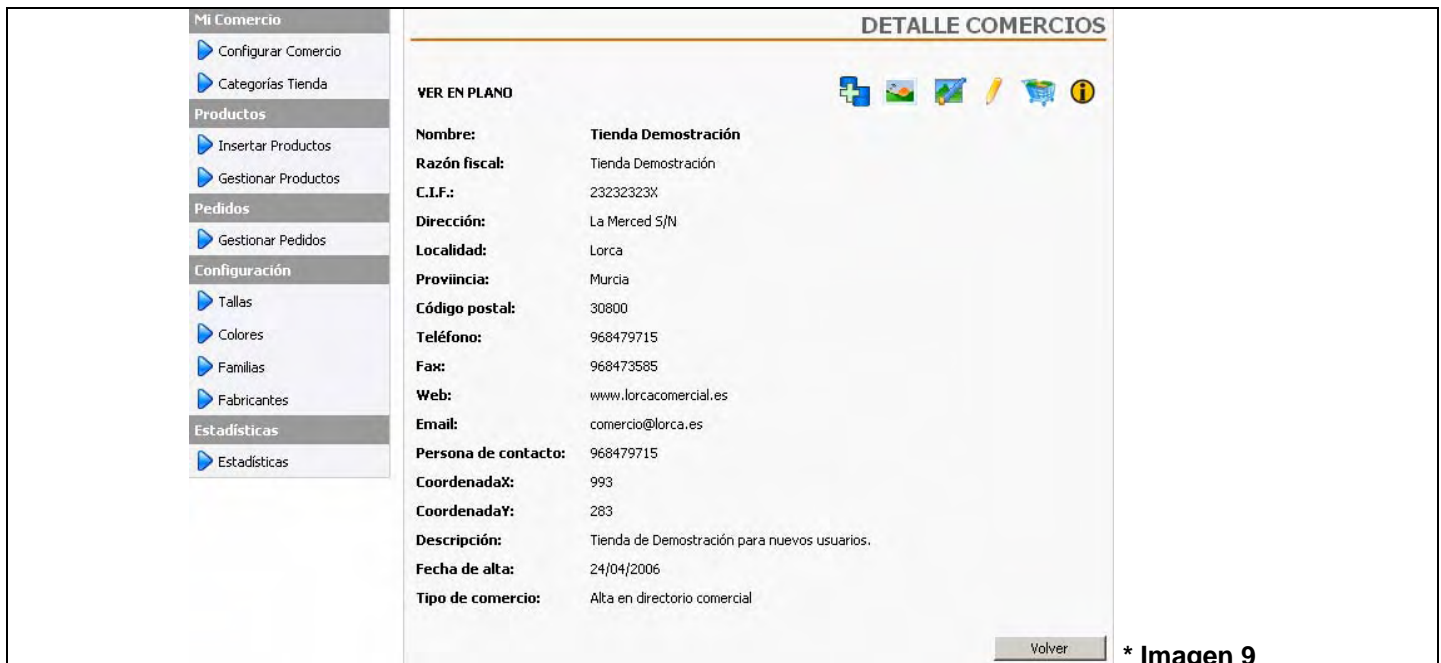 Mi Comercio
Configurar Comercio
Categorías Tienda
Productos
Insertar Productos
Gestionar Productos
Pedidos
Gestionar Pedidos
Configuración
Tallas
Colores
Familias
Fabricantes
Estadísticas
Estadísticas
DETALLE COMERCIOS
VER EN PLANO
Nombre: Tienda Demostración
Razón fiscal: Tienda Demostración
C.I.F.: 23232323X
Dirección: La Merced S/N
Localidad: Lorca
Proviincia: Murcia
Código postal: 30800
Teléfono: 968479715
Fax: 968473585
Web: www.lorcacomercial.es
Email: comercio@lorca.es
Persona de contacto: 968479715
CoordenadaX: 993
CoordenadaY: 283
Descripción: Tienda de Demostración para nuevos usuarios.
Fecha de alta: 24/04/2006
Tipo de comercio: Alta en directorio comercial
Volver
* Imagen 9